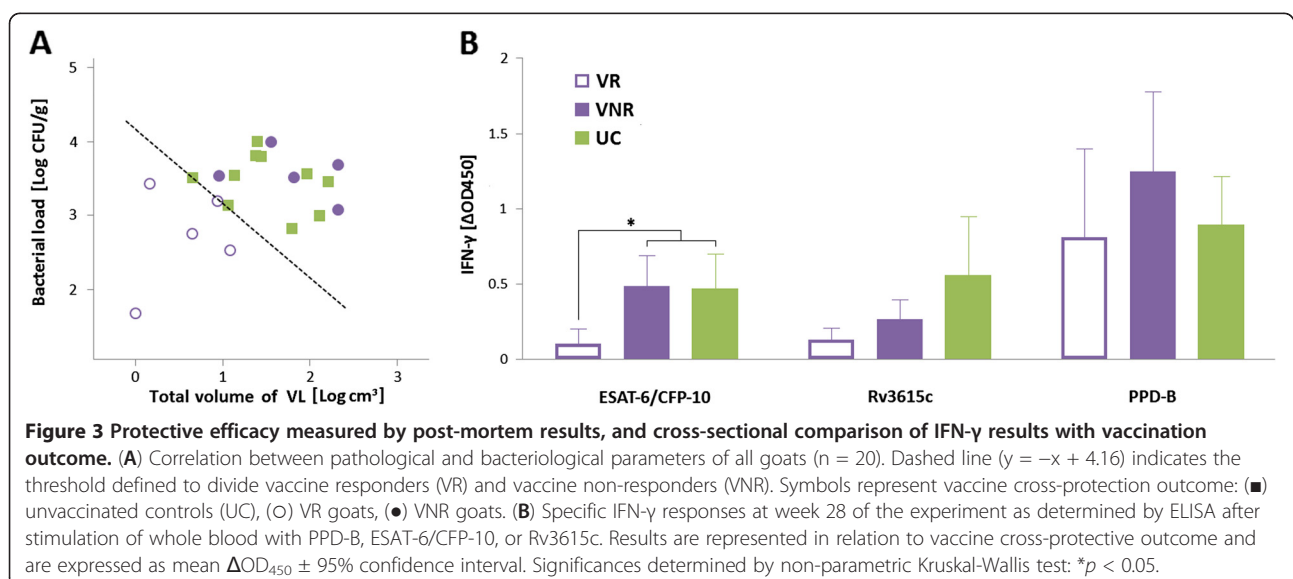 A
B
Bacterial load [Log CFU/g]
5
4
3
2
0 1 2 3
Total volume of VL [Log cm³]
IFN-γ [ΔOD450]
2
1.5
1
0.5
0
VR
VNR
UC
*
ESAT-6/CFP-10 Rv3615c PPD-B
Figure 3 Protective efficacy measured by post-mortem results, and cross-sectional comparison of IFN-γ results with vaccination
outcome. (A) Correlation between pathological and bacteriological parameters of all goats (n = 20). Dashed line (y = −x + 4.16) indicates the
threshold defined to divide vaccine responders (VR) and vaccine non-responders (VNR). Symbols represent vaccine cross-protection outcome: (■)
unvaccinated controls (UC), (○) VR goats, (●) VNR goats. (B) Specific IFN-γ responses at week 28 of the experiment as determined by ELISA after
stimulation of whole blood with PPD-B, ESAT-6/CFP-10, or Rv3615c. Results are represented in relation to vaccine cross-protective outcome and
are expressed as mean ΔOD₄₅₀ ± 95% confidence interval. Significances determined by non-parametric Kruskal-Wallis test: *p < 0.05.